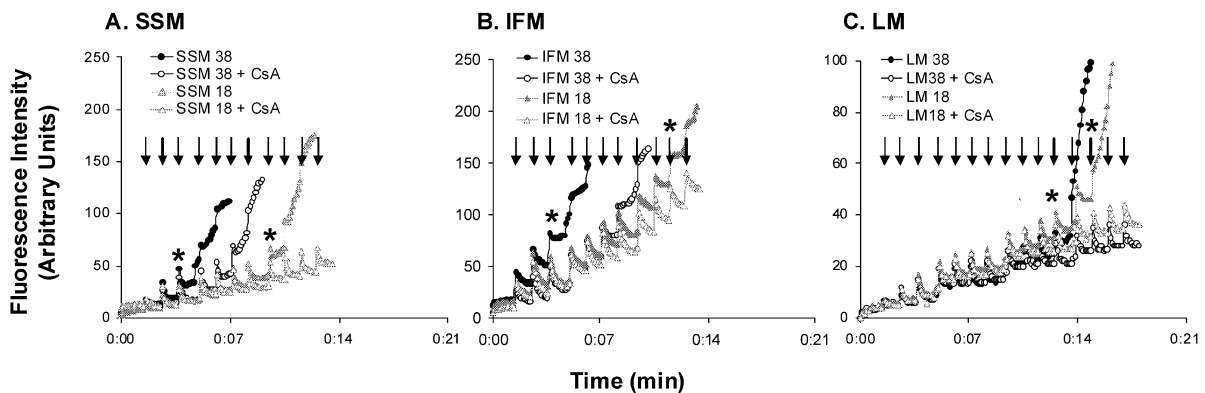 A. SSM
B. IFM
C. LM
SSM 38
SSM 38 + CsA
SSM 18
SSM 18 + CsA
IFM 38
IFM 38 + CsA
IFM 18
IFM 18 + CsA
LM 38
LM38 + CsA
LM 18
LM18 + CsA
Fluorescence Intensity
(Arbitrary Units)
250
200
150
100
50
0
250
200
150
100
50
0
100
80
60
40
20
0
*
*
*
*
*
*
0:00
0:07
0:14
0:21
0:00
0:07
0:14
0:21
0:00
0:07
0:14
0:21
Time (min)